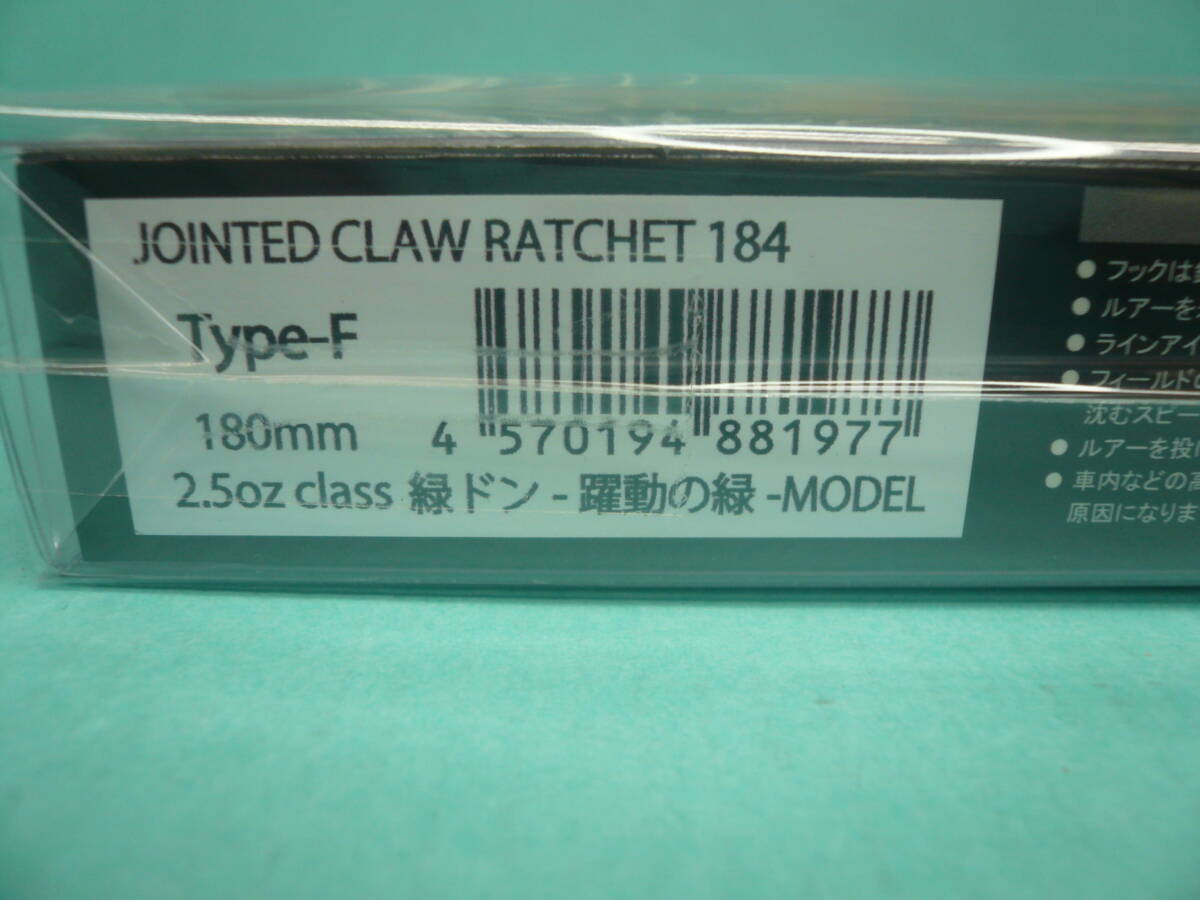 JOINTED CLAW RATCHET 184
Type-F
180mm
4 570194 881977
2.5oz class 緑ドン - 躍動の緑 -MODEL
● フックは
● ルアーを
● ラインアイ
● フィールド
沈むスピー
● ルアーを投
● 車内などの高
原因になりま